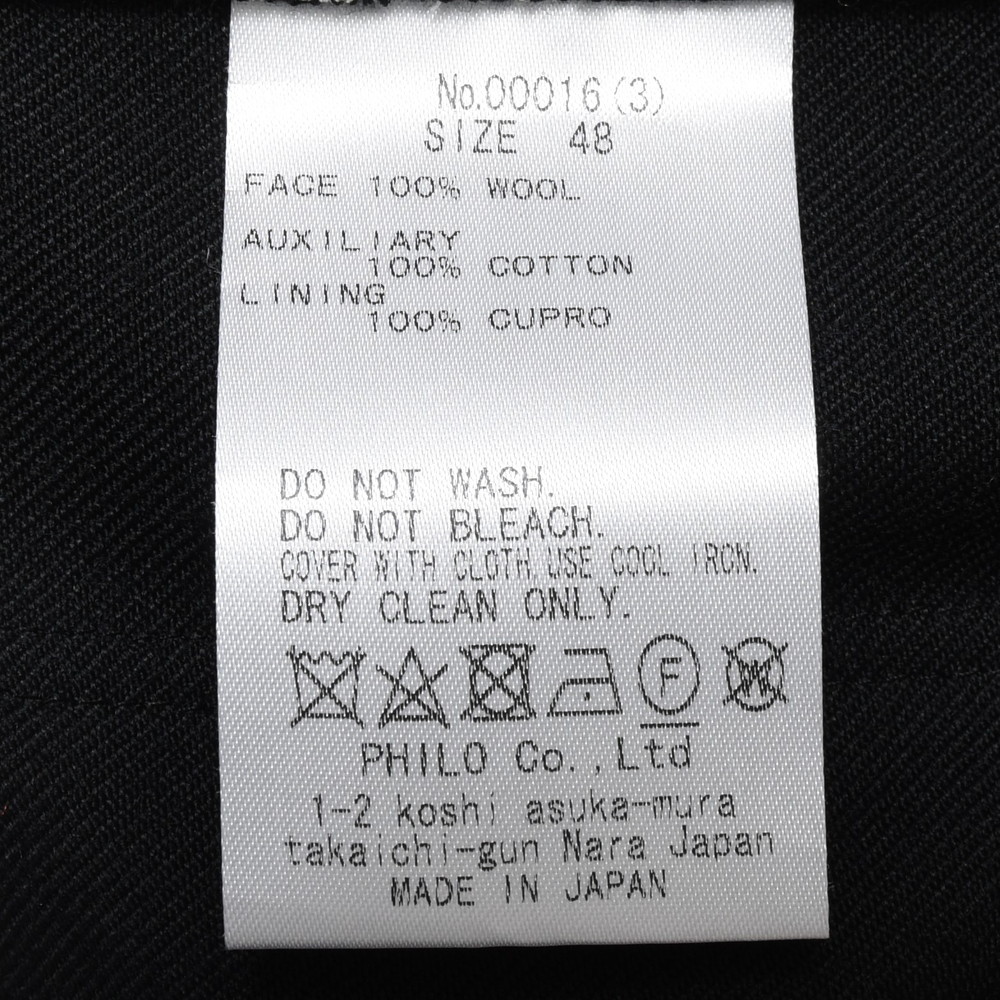 No.00016(3)
SIZE 48
FACE 100% WOOL
AUXILIARY
100% COTTON
LINING
100% CUPRO
DO NOT WASH.
DO NOT BLEACH.
COVER WITH CLOTH.USE COOL IRON.
DRY CLEAN ONLY.
F W
PHILO Co.,Ltd
1-2 koshi asuka-mura
takaichi-gun Nara Japan
MADE IN JAPAN